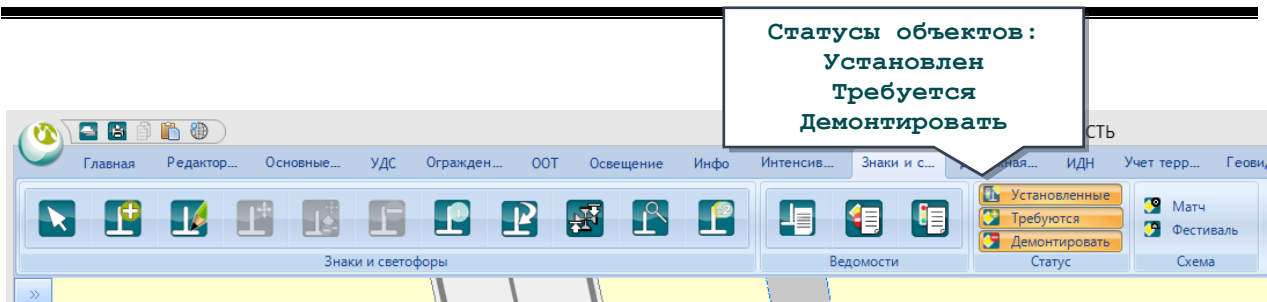 Статусы объектов:
Установлен
Требуется
Демонтировать
СТЬ
Главная Редактор... Основные... УДС Огражден... ООТ Освещение Инфо Интенсив... Знаки и с... ная... ИДН Учет терр... Геовид
Установленные
Требуются
Демонтировать
Матч
Фестиваль
Знаки и светофоры Ведомости Статус Схема